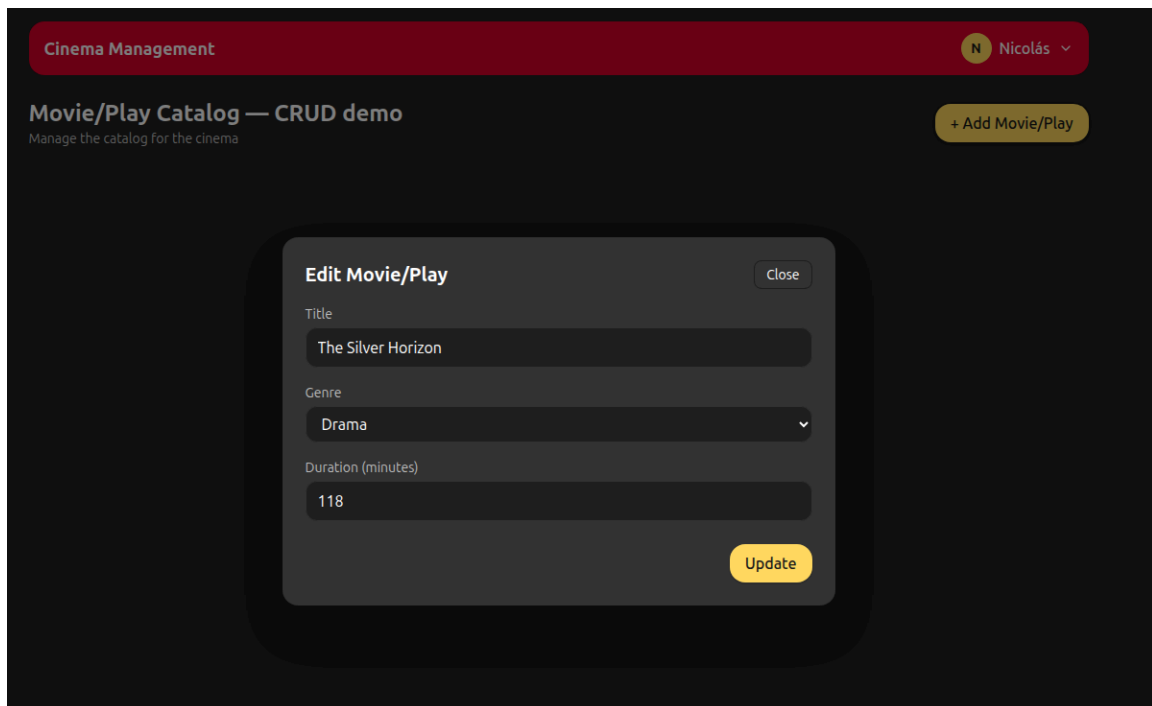 Cinema Management
N Nicolás
Movie/Play Catalog — CRUD demo
Manage the catalog for the cinema
+ Add Movie/Play
Edit Movie/Play
Close
Title
The Silver Horizon
Genre
Drama
Duration (minutes)
118
Update